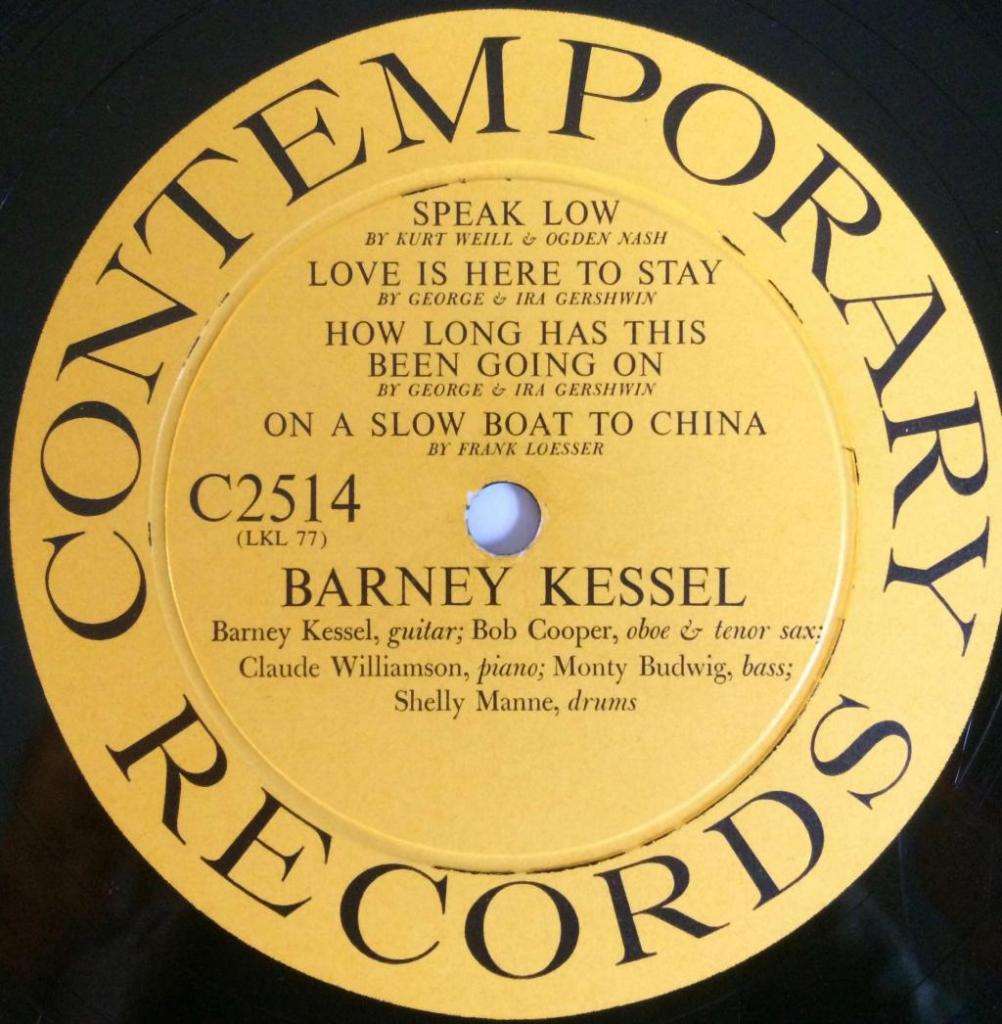 CONTEMPORARY
SPEAK LOW
BY KURT WEILL & OGDEN NASH
LOVE IS HERE TO STAY
BY GEORGE & IRA GERSHWIN
HOW LONG HAS THIS
BEEN GOING ON
BY GEORGE & IRA GERSHWIN
ON A SLOW BOAT TO CHINA
BY FRANK LOESSER
C2514
(LKL 77)
BARNEY KESSEL
Barney Kessel, guitar; Bob Cooper, oboe & tenor sax;
Claude Williamson, piano; Monty Budwig, bass;
Shelly Manne, drums
RECORDS